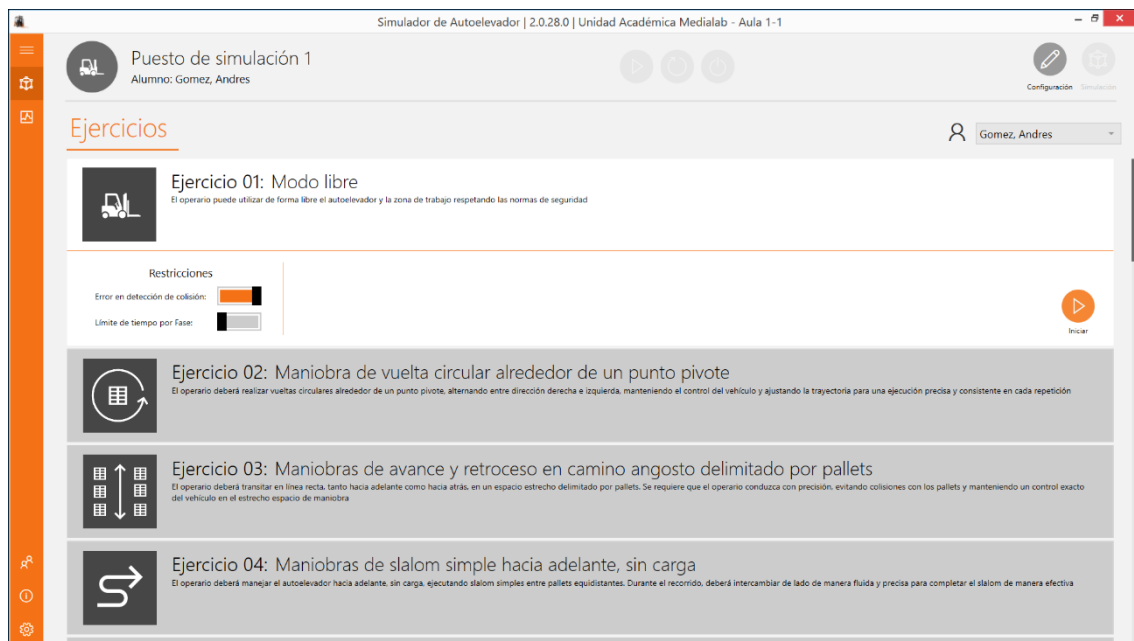 Simulador de Autoelevador | 2.0.28.0 | Unidad Académica Medialab - Aula 1-1
Puesto de simulación 1
Alumno: Gomez, Andres
Configuración
Simulación
Ejercicios
Gomez, Andres
Ejercicio 01: Modo libre
El operario puede utilizar de forma libre el autoelevador y la zona de trabajo respetando las normas de seguridad
Restricciones
Error en detección de colisión:
Límite de tiempo por Fase:
Iniciar
Ejercicio 02: Maniobra de vuelta circular alrededor de un punto pivote
El operario deberá realizar vueltas circulares alrededor de un punto pivote, alternando entre dirección derecha e izquierda, manteniendo el control del vehículo y ajustando la trayectoria para una ejecución precisa y consistente en cada repetición
Ejercicio 03: Maniobras de avance y retroceso en camino angosto delimitado por pallets
El operario deberá transitar en línea recta, tanto hacia adelante como hacia atrás, en un espacio estrecho delimitado por pallets. Se requiere que el operario conduzca con precisión, evitando colisiones con los pallets y manteniendo un control exacto
del vehículo en el estrecho espacio de maniobra
Ejercicio 04: Maniobras de slalom simple hacia adelante, sin carga
El operario deberá manejar el autoelevador hacia adelante, sin carga, ejecutando slalom simples entre pallets equidistantes. Durante el recorrido, deberá intercambiar de lado de manera fluida y precisa para completar el slalom de manera efectiva